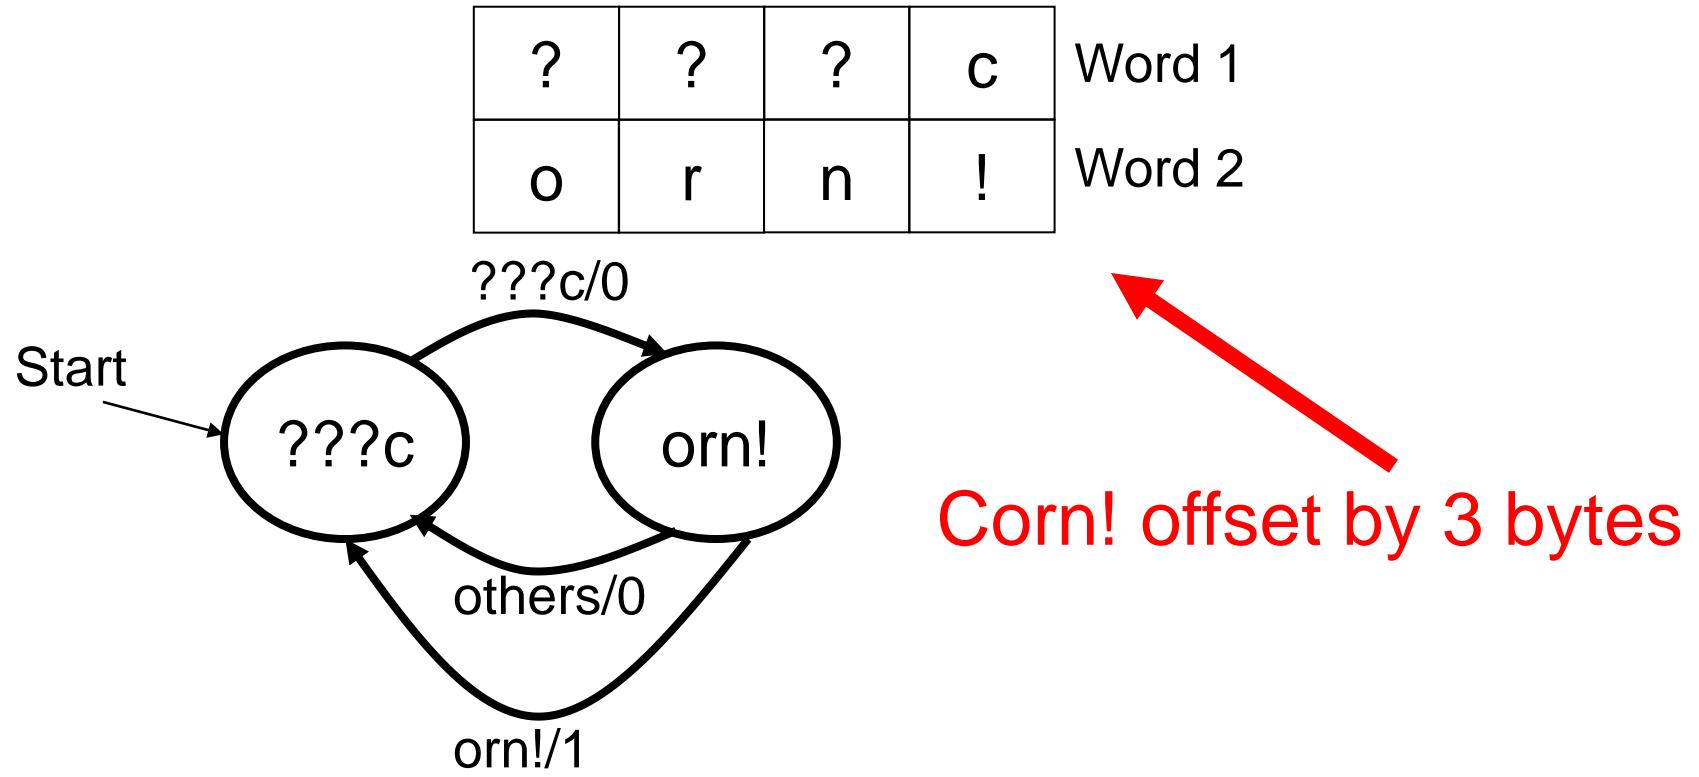 ? ? ? c Word 1
o r n ! Word 2
???c/0
Start
???c orn!
Corn! offset by 3 bytes
others/0
orn!/1